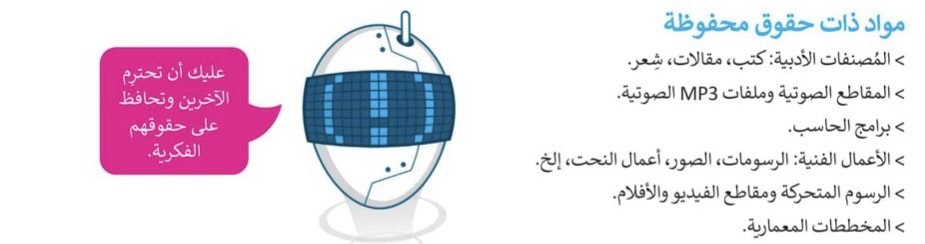 مواد ذات حقوق محفوظة
> المُصنفات الأدبية: كتب، مقالات، شِعر.
> المقاطع الصوتية وملفات MP3 الصوتية.
> برامج الحاسب.
> الأعمال الفنية: الرسومات، الصور، أعمال النحت، إلخ.
> الرسوم المتحركة ومقاطع الفيديو والأفلام.
> المخططات المعمارية.
عليك أن تحترِم
الآخرين وتحافظ
على حقوقهم
الفكرية.